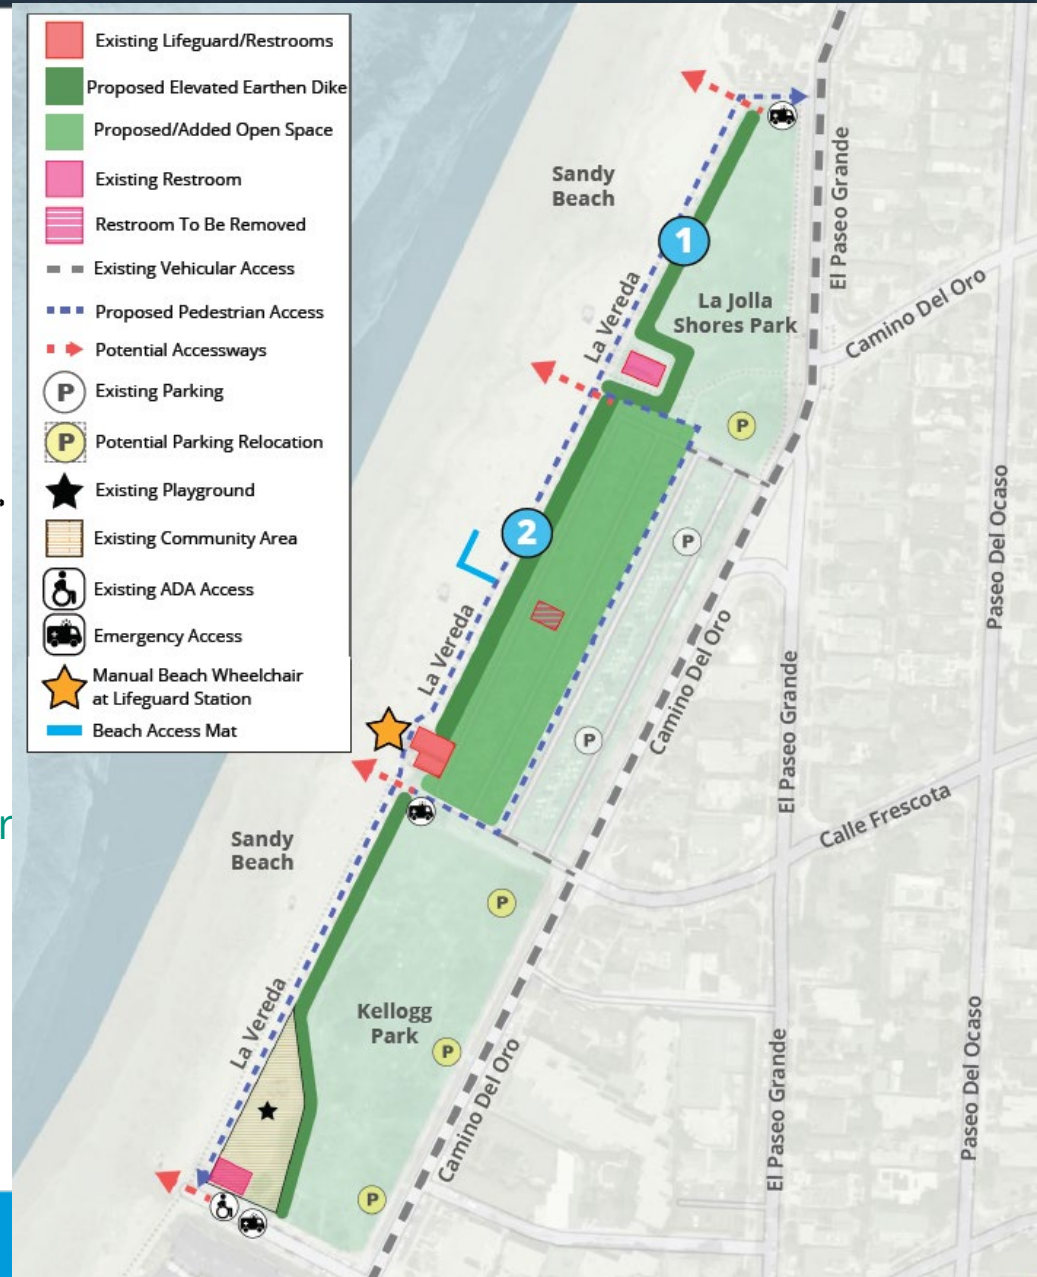 Existing Lifeguard/Restrooms
Proposed Elevated Earthen Dike
Proposed/Added Open Space
Existing Restroom
Restroom To Be Removed
Existing Vehicular Access
Proposed Pedestrian Access
Potential Accessways
P Existing Parking
P Potential Parking Relocation
Existing Playground
Existing Community Area
Existing ADA Access
Emergency Access
Manual Beach Wheelchair
at Lifeguard Station
Beach Access Mat
Sandy
Beach
1
La Vereda
La Jolla
Shores Park
El Paseo Grande
Camino Del Oro
P
2
P
La Vereda
P
Camino Del Oro
El Paseo Grande
Paseo Del Ocaso
Calle Frescota
Sandy
Beach
P
La Vereda
Kellogg
Park
P
Camino Del Oro
El Paseo Grande
Paseo Del Ocaso
P